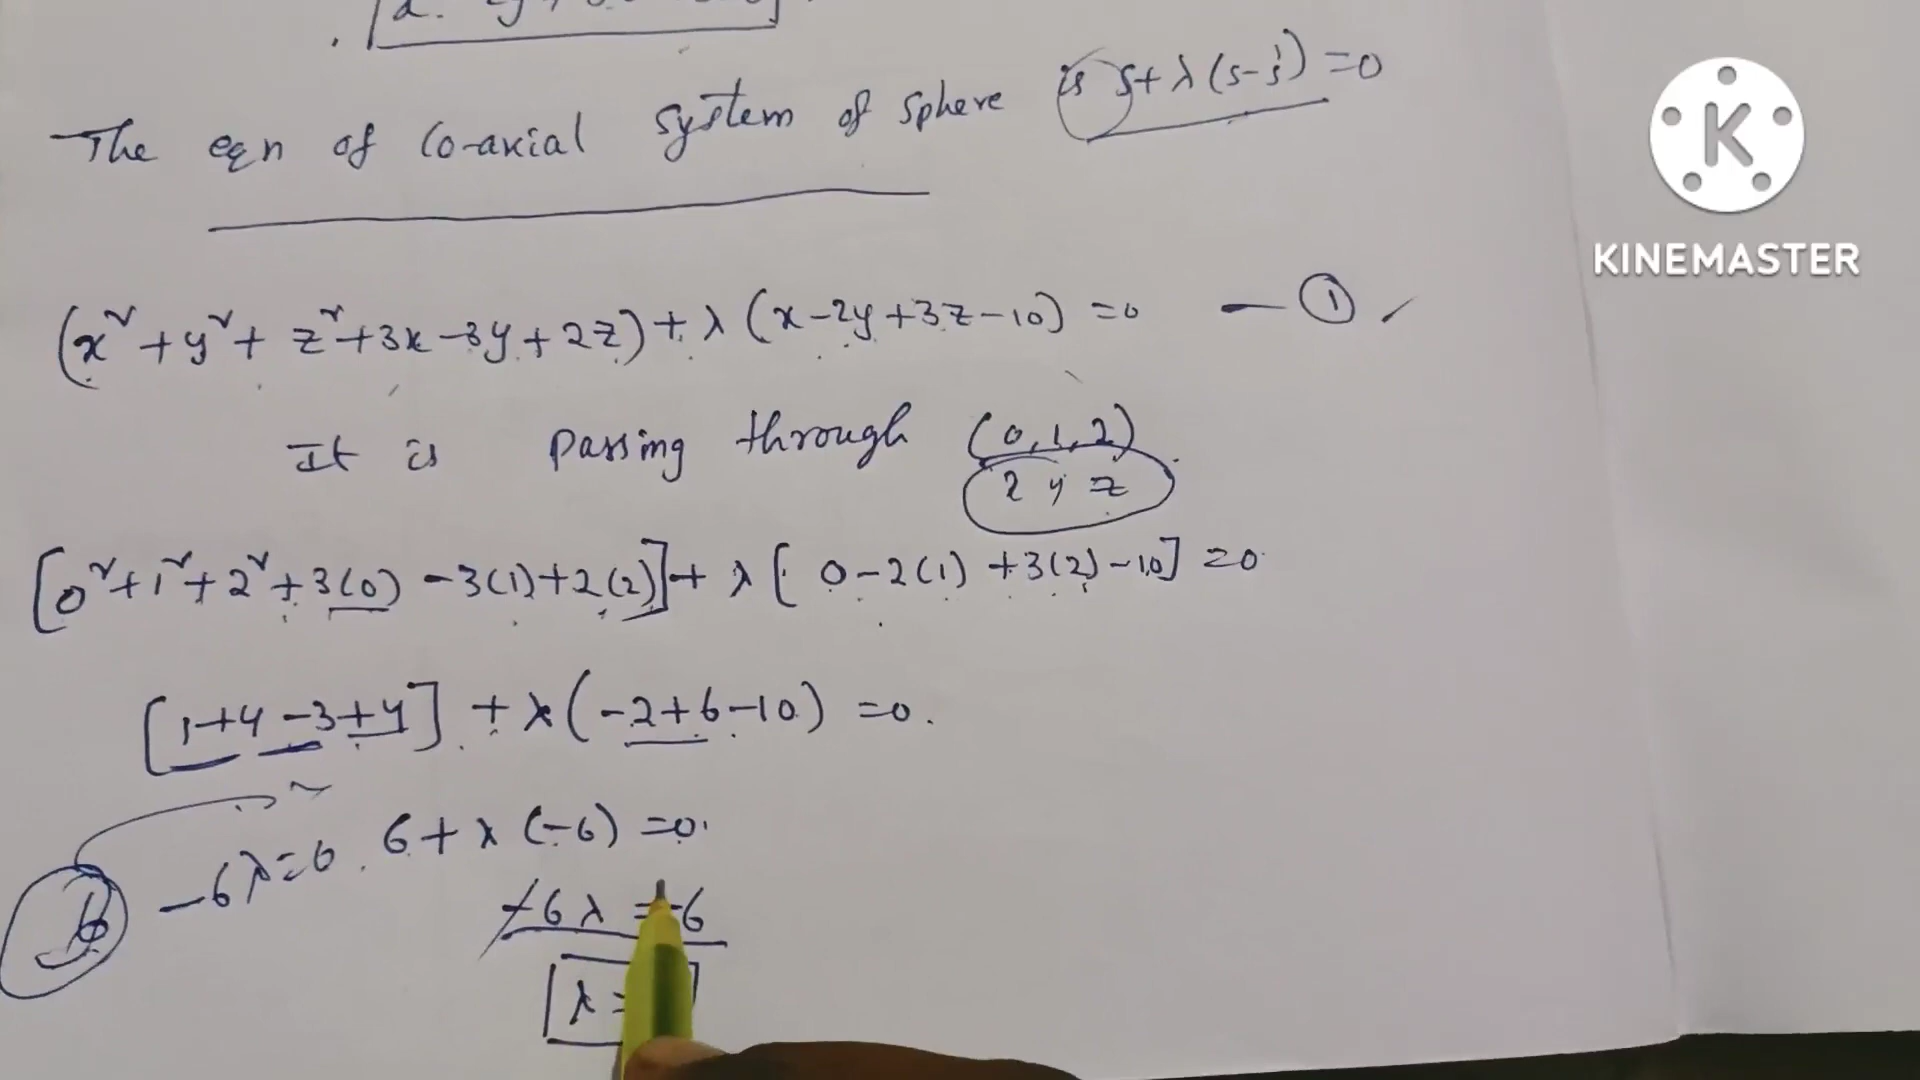 The eqn of Co-axial system of sphere is s+λ(s-s')=0
KINEMASTER
(x²+y²+z²+3x-3y+2z)+λ(x-2y+3z-10)=0 — ①
It is passing through (0,1,2)
x y z
[0²+1²+2²+3(0)-3(1)+2(2)]+λ[0-2(1)+3(2)-10]=0
[1+4-3+4]+λ(-2+6-10)=0.
-6λ=6. 6+λ(-6)=0.
-6λ=-6
λ=